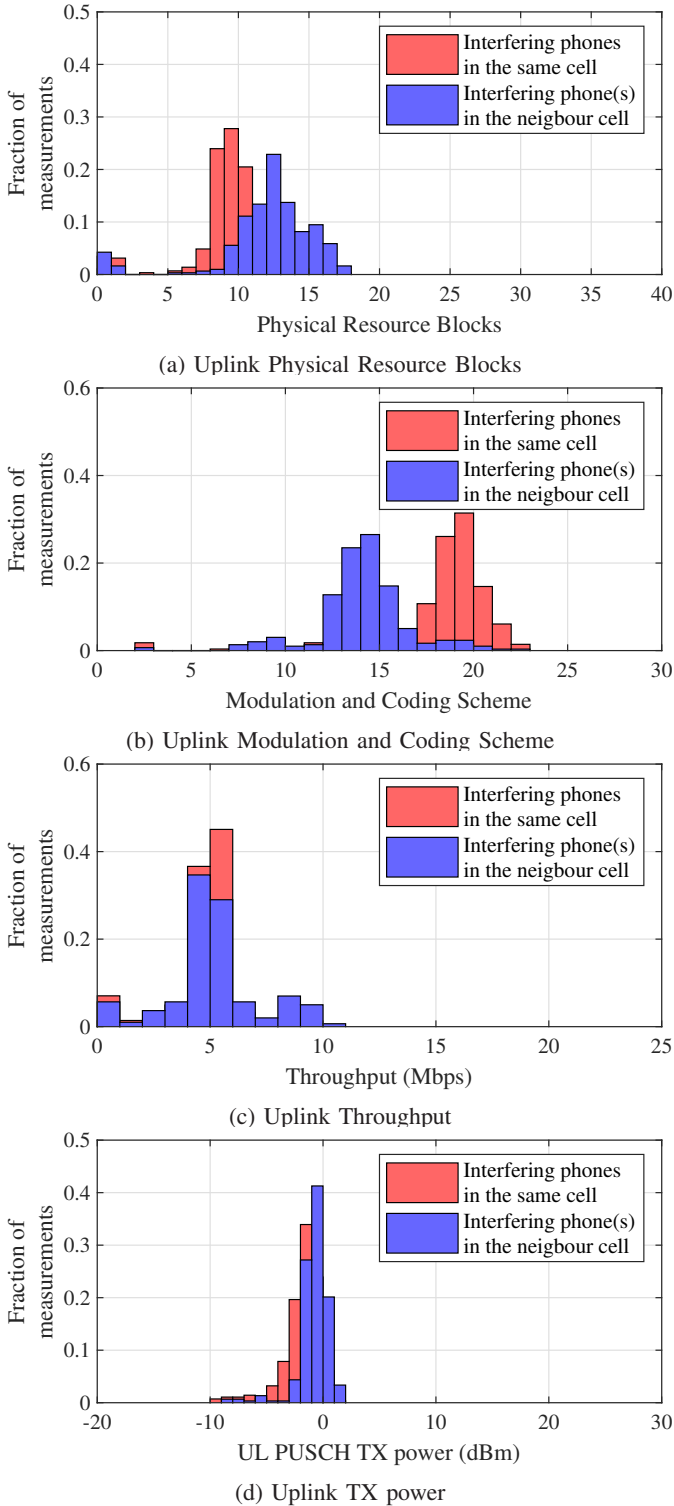 0.5
0.4
0.3
0.2
0.1
0
Fraction of
measurements
Interfering phones
in the same cell
Interfering phone(s)
in the neigbour cell
0 5 10 15 20 25 30 35 40
Physical Resource Blocks
(a) Uplink Physical Resource Blocks
0.6
0.4
0.2
0
Fraction of
measurements
Interfering phones
in the same cell
Interfering phone(s)
in the neigbour cell
0 5 10 15 20 25 30
Modulation and Coding Scheme
(b) Uplink Modulation and Coding Scheme
0.6
0.4
0.2
0
Fraction of
measurements
Interfering phones
in the same cell
Interfering phone(s)
in the neigbour cell
0 5 10 15 20 25
Throughput (Mbps)
(c) Uplink Throughput
0.5
0.4
0.3
0.2
0.1
0
Fraction of
measurements
Interfering phones
in the same cell
Interfering phone(s)
in the neigbour cell
-20 -10 0 10 20 30
UL PUSCH TX power (dBm)
(d) Uplink TX power